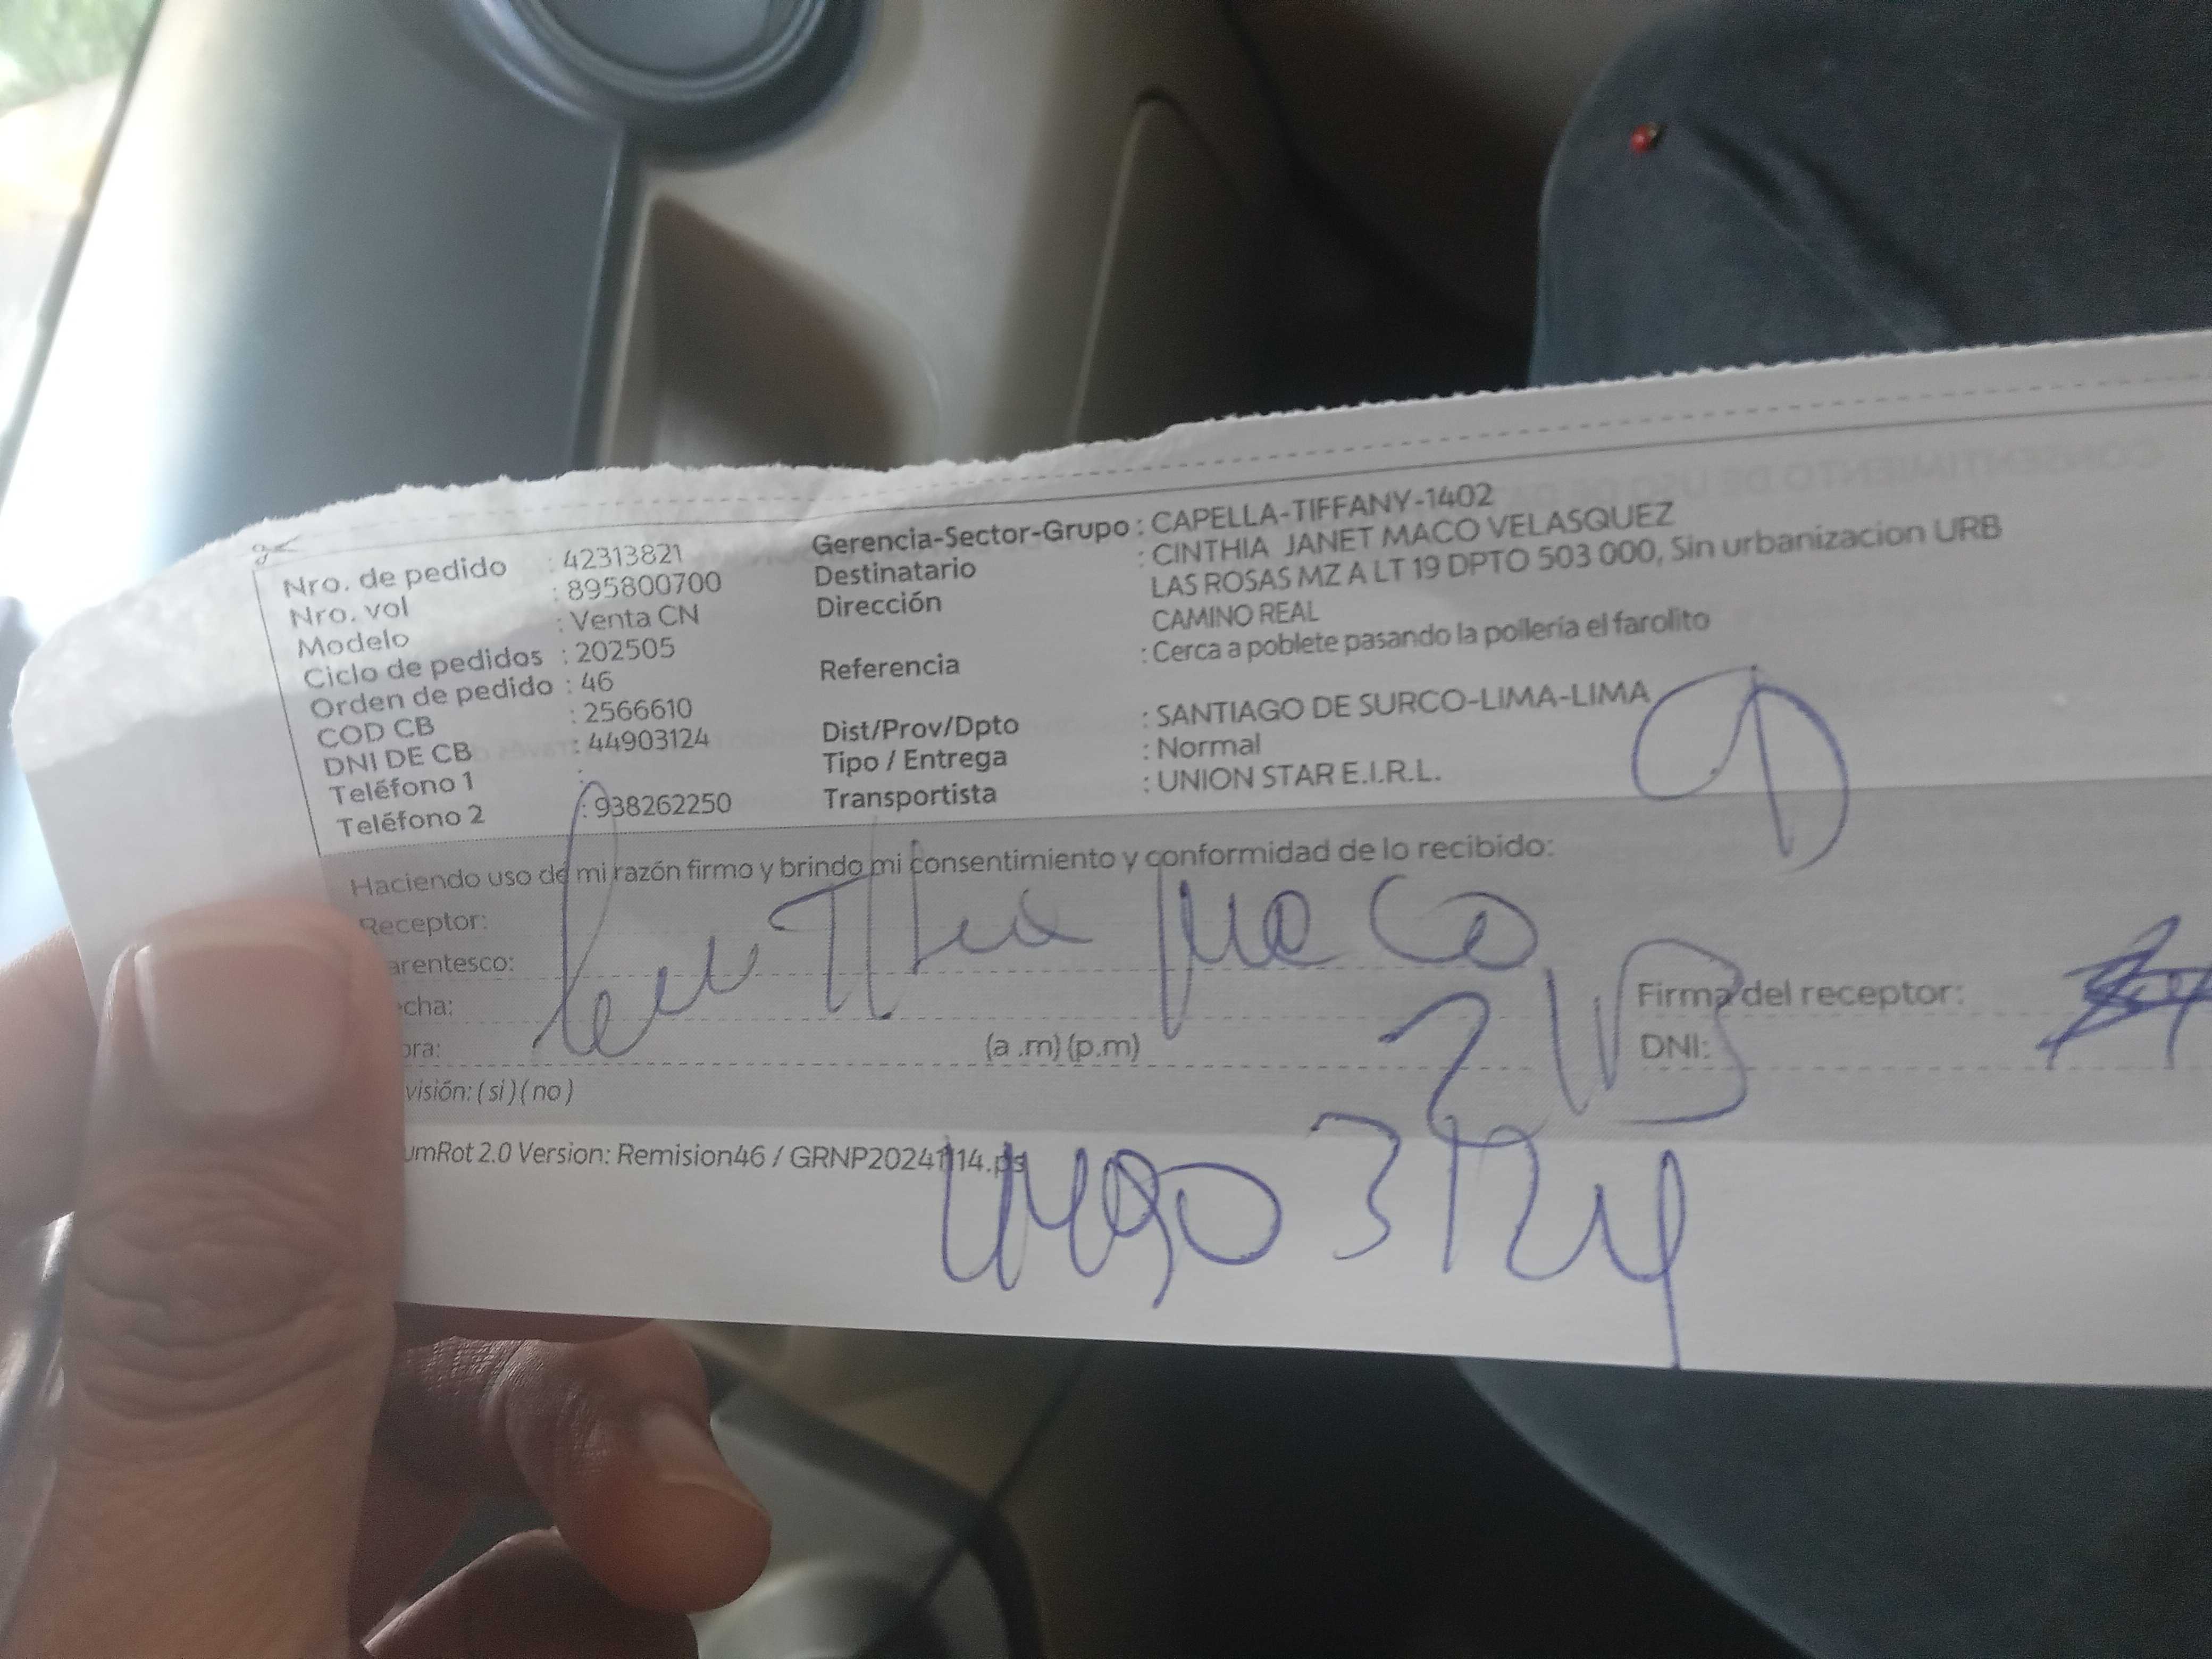 Nro. de pedido : 42313821
Nro. vol : 895800700
Modelo : Venta CN
Ciclo de pedidos : 202505
Orden de pedido : 46
COD CB : 2566610
DNI DE CB : 44903124
Teléfono 1 :
Teléfono 2 : 938262250
Gerencia-Sector-Grupo : CAPELLA-TIFFANY-1402
Destinatario : CINTHIA JANET MACO VELASQUEZ
Dirección LAS ROSAS MZ A LT 19 DPTO 503 000, Sin urbanizacion URB
CAMINO REAL
Referencia : Cerca a poblete pasando la pollería el farolito
Dist/Prov/Dpto : SANTIAGO DE SURCO-LIMA-LIMA
Tipo / Entrega : Normal
Transportista : UNION STAR E.I.R.L.
Haciendo uso de mi razón firmo y brindo mi consentimiento y conformidad de lo recibido:
Receptor:
arentesco:
Cinthia Maco
echa:
Firma del receptor:
ora: (a .m) (p.m)
DNI:
visión: ( si ) ( no )
umRot 2.0 Version: Remision46 / GRNP20241114.ps
44903124